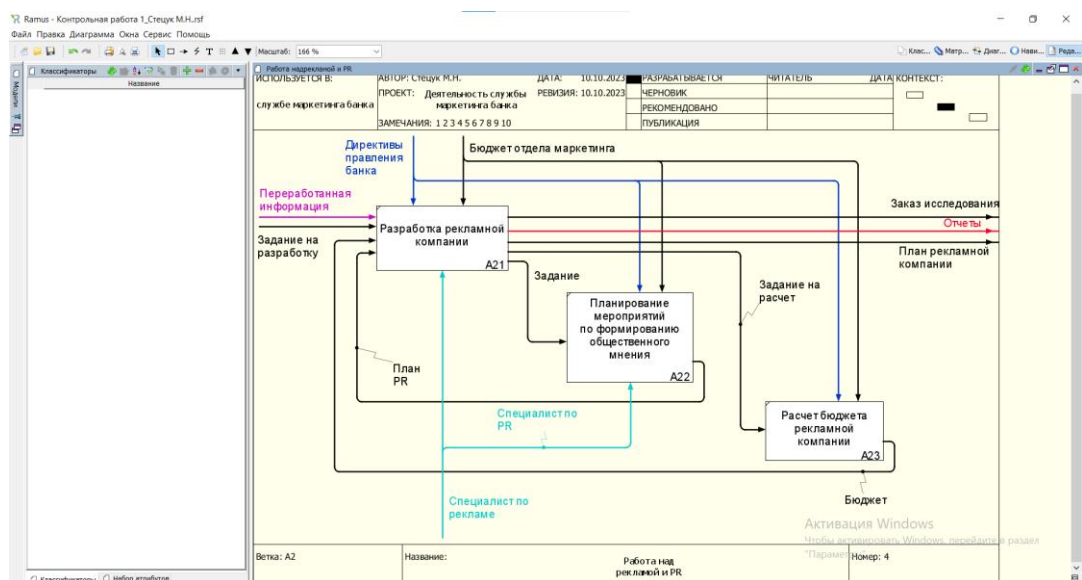 Ramus - Контрольная работа 1_Стецук М.Н..rsf
Файл Правка Диаграмма Окна Сервис Помощь
Масштаб: 166 %
Клас... Матр... Диаг... Нави... Реда...
Модели
Классификаторы
Название
Работа надрекланой и PR
ИСПОЛЬЗУЕТСЯ В:
АВТОР: Стецук М.Н.
ДАТА: 10.10.2023
РАЗРАБАТЫВАЕТСЯ
ЧИТАТЕЛЬ
ДАТА
КОНТЕКСТ:
службе маркетинга банка
ПРОЕКТ: Деятельность службы
маркетинга банка
РЕВИЗИЯ: 10.10.2023
ЧЕРНОВИК
РЕКОМЕНДОВАНО
ЗАМЕЧАНИЯ: 1 2 3 4 5 6 7 8 9 10
ПУБЛИКАЦИЯ
Директивы
правления
банка
Бюджет отдела маркетинга
Переработанная
информация
Задание на
разработку
Разработка рекламной
компании
A21
Заказ исследования
Отчеты
План рекламной
компании
Задание
Задание на
расчет
Планирование
мероприятий
по формированию
общественного
мнения
A22
План
PR
Специалист по
PR
Расчет бюджета
рекламной
компании
A23
Бюджет
Специалист по
рекламе
Активация Windows
Чтобы активировать Windows, перейдите в раздел
"Парам
Ветка: A2
Название:
Работа над
рекламой и PR
Номер: 4
Классификаторы
Набор атрибутов